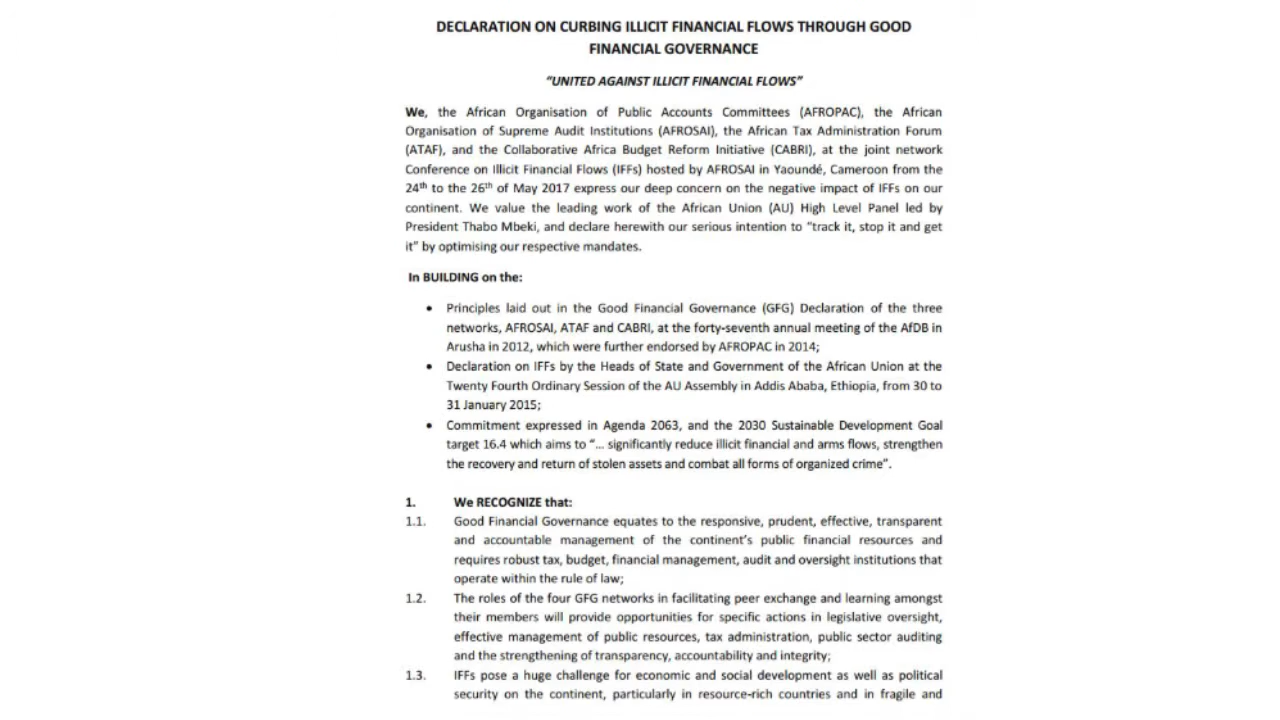 DECLARATION ON CURBING ILLICIT FINANCIAL FLOWS THROUGH GOOD
FINANCIAL GOVERNANCE
“UNITED AGAINST ILLICIT FINANCIAL FLOWS”
We, the African Organisation of Public Accounts Committees (AFROPAC), the African
Organisation of Supreme Audit Institutions (AFROSAI), the African Tax Administration Forum
(ATAF), and the Collaborative Africa Budget Reform Initiative (CABRI), at the joint network
Conference on Illicit Financial Flows (IFFs) hosted by AFROSAI in Yaoundé, Cameroon from the
24th to the 26th of May 2017 express our deep concern on the negative impact of IFFs on our
continent. We value the leading work of the African Union (AU) High Level Panel led by
President Thabo Mbeki, and declare herewith our serious intention to “track it, stop it and get
it” by optimising our respective mandates.
In BUILDING on the:
• Principles laid out in the Good Financial Governance (GFG) Declaration of the three
networks, AFROSAI, ATAF and CABRI, at the forty-seventh annual meeting of the AfDB in
Arusha in 2012, which were further endorsed by AFROPAC in 2014;
• Declaration on IFFs by the Heads of State and Government of the African Union at the
Twenty Fourth Ordinary Session of the AU Assembly in Addis Ababa, Ethiopia, from 30 to
31 January 2015;
• Commitment expressed in Agenda 2063, and the 2030 Sustainable Development Goal
target 16.4 which aims to “... significantly reduce illicit financial and arms flows, strengthen
the recovery and return of stolen assets and combat all forms of organized crime”.
1. We RECOGNIZE that:
1.1. Good Financial Governance equates to the responsive, prudent, effective, transparent
and accountable management of the continent’s public financial resources and
requires robust tax, budget, financial management, audit and oversight institutions that
operate within the rule of law;
1.2. The roles of the four GFG networks in facilitating peer exchange and learning amongst
their members will provide opportunities for specific actions in legislative oversight,
effective management of public resources, tax administration, public sector auditing
and the strengthening of transparency, accountability and integrity;
1.3. IFFs pose a huge challenge for economic and social development as well as political
security on the continent, particularly in resource-rich countries and in fragile and